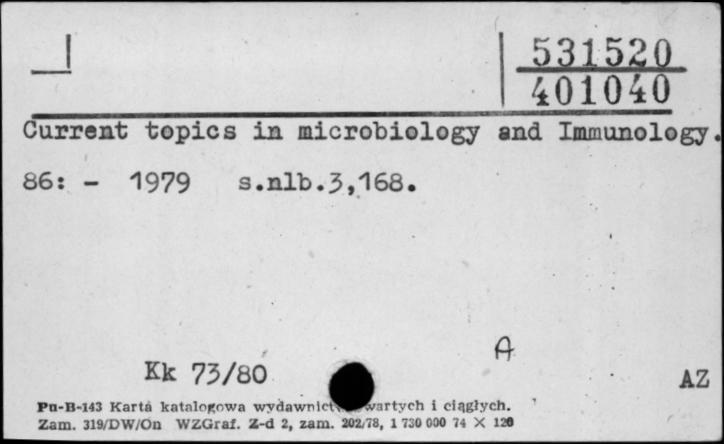 531520
401040
Current topics in microbiology and Immunology.
86: - 1979 s.nlb.3,168.
A
Kk 73/80
AZ
Pu-B-143 Karta katalogowa wydawnict wartych i ciągłych.
Zam. 319/DW/On WZGraf. Z-d 2, zam. 202/78, 1 730 000 74 X 120